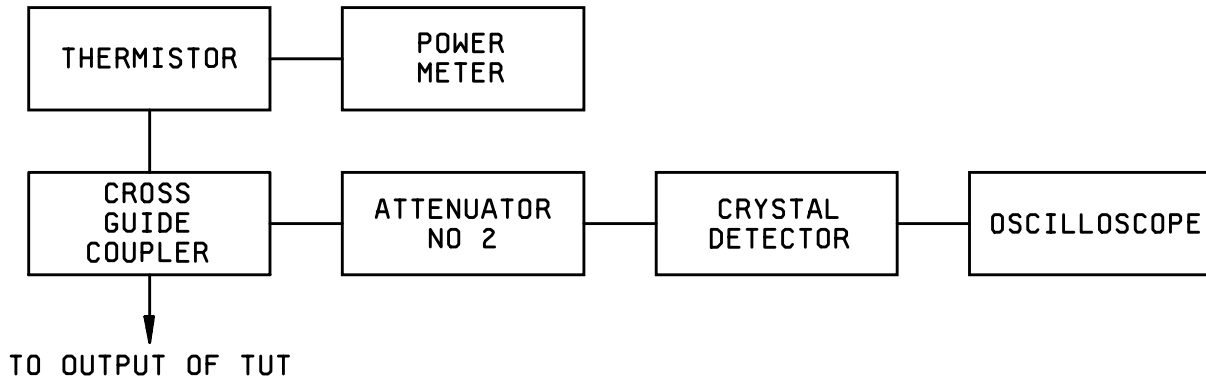 THERMISTOR
POWER
METER
CROSS
GUIDE
COUPLER
ATTENUATOR
NO 2
CRYSTAL
DETECTOR
OSCILLOSCOPE
TO OUTPUT OF TUT